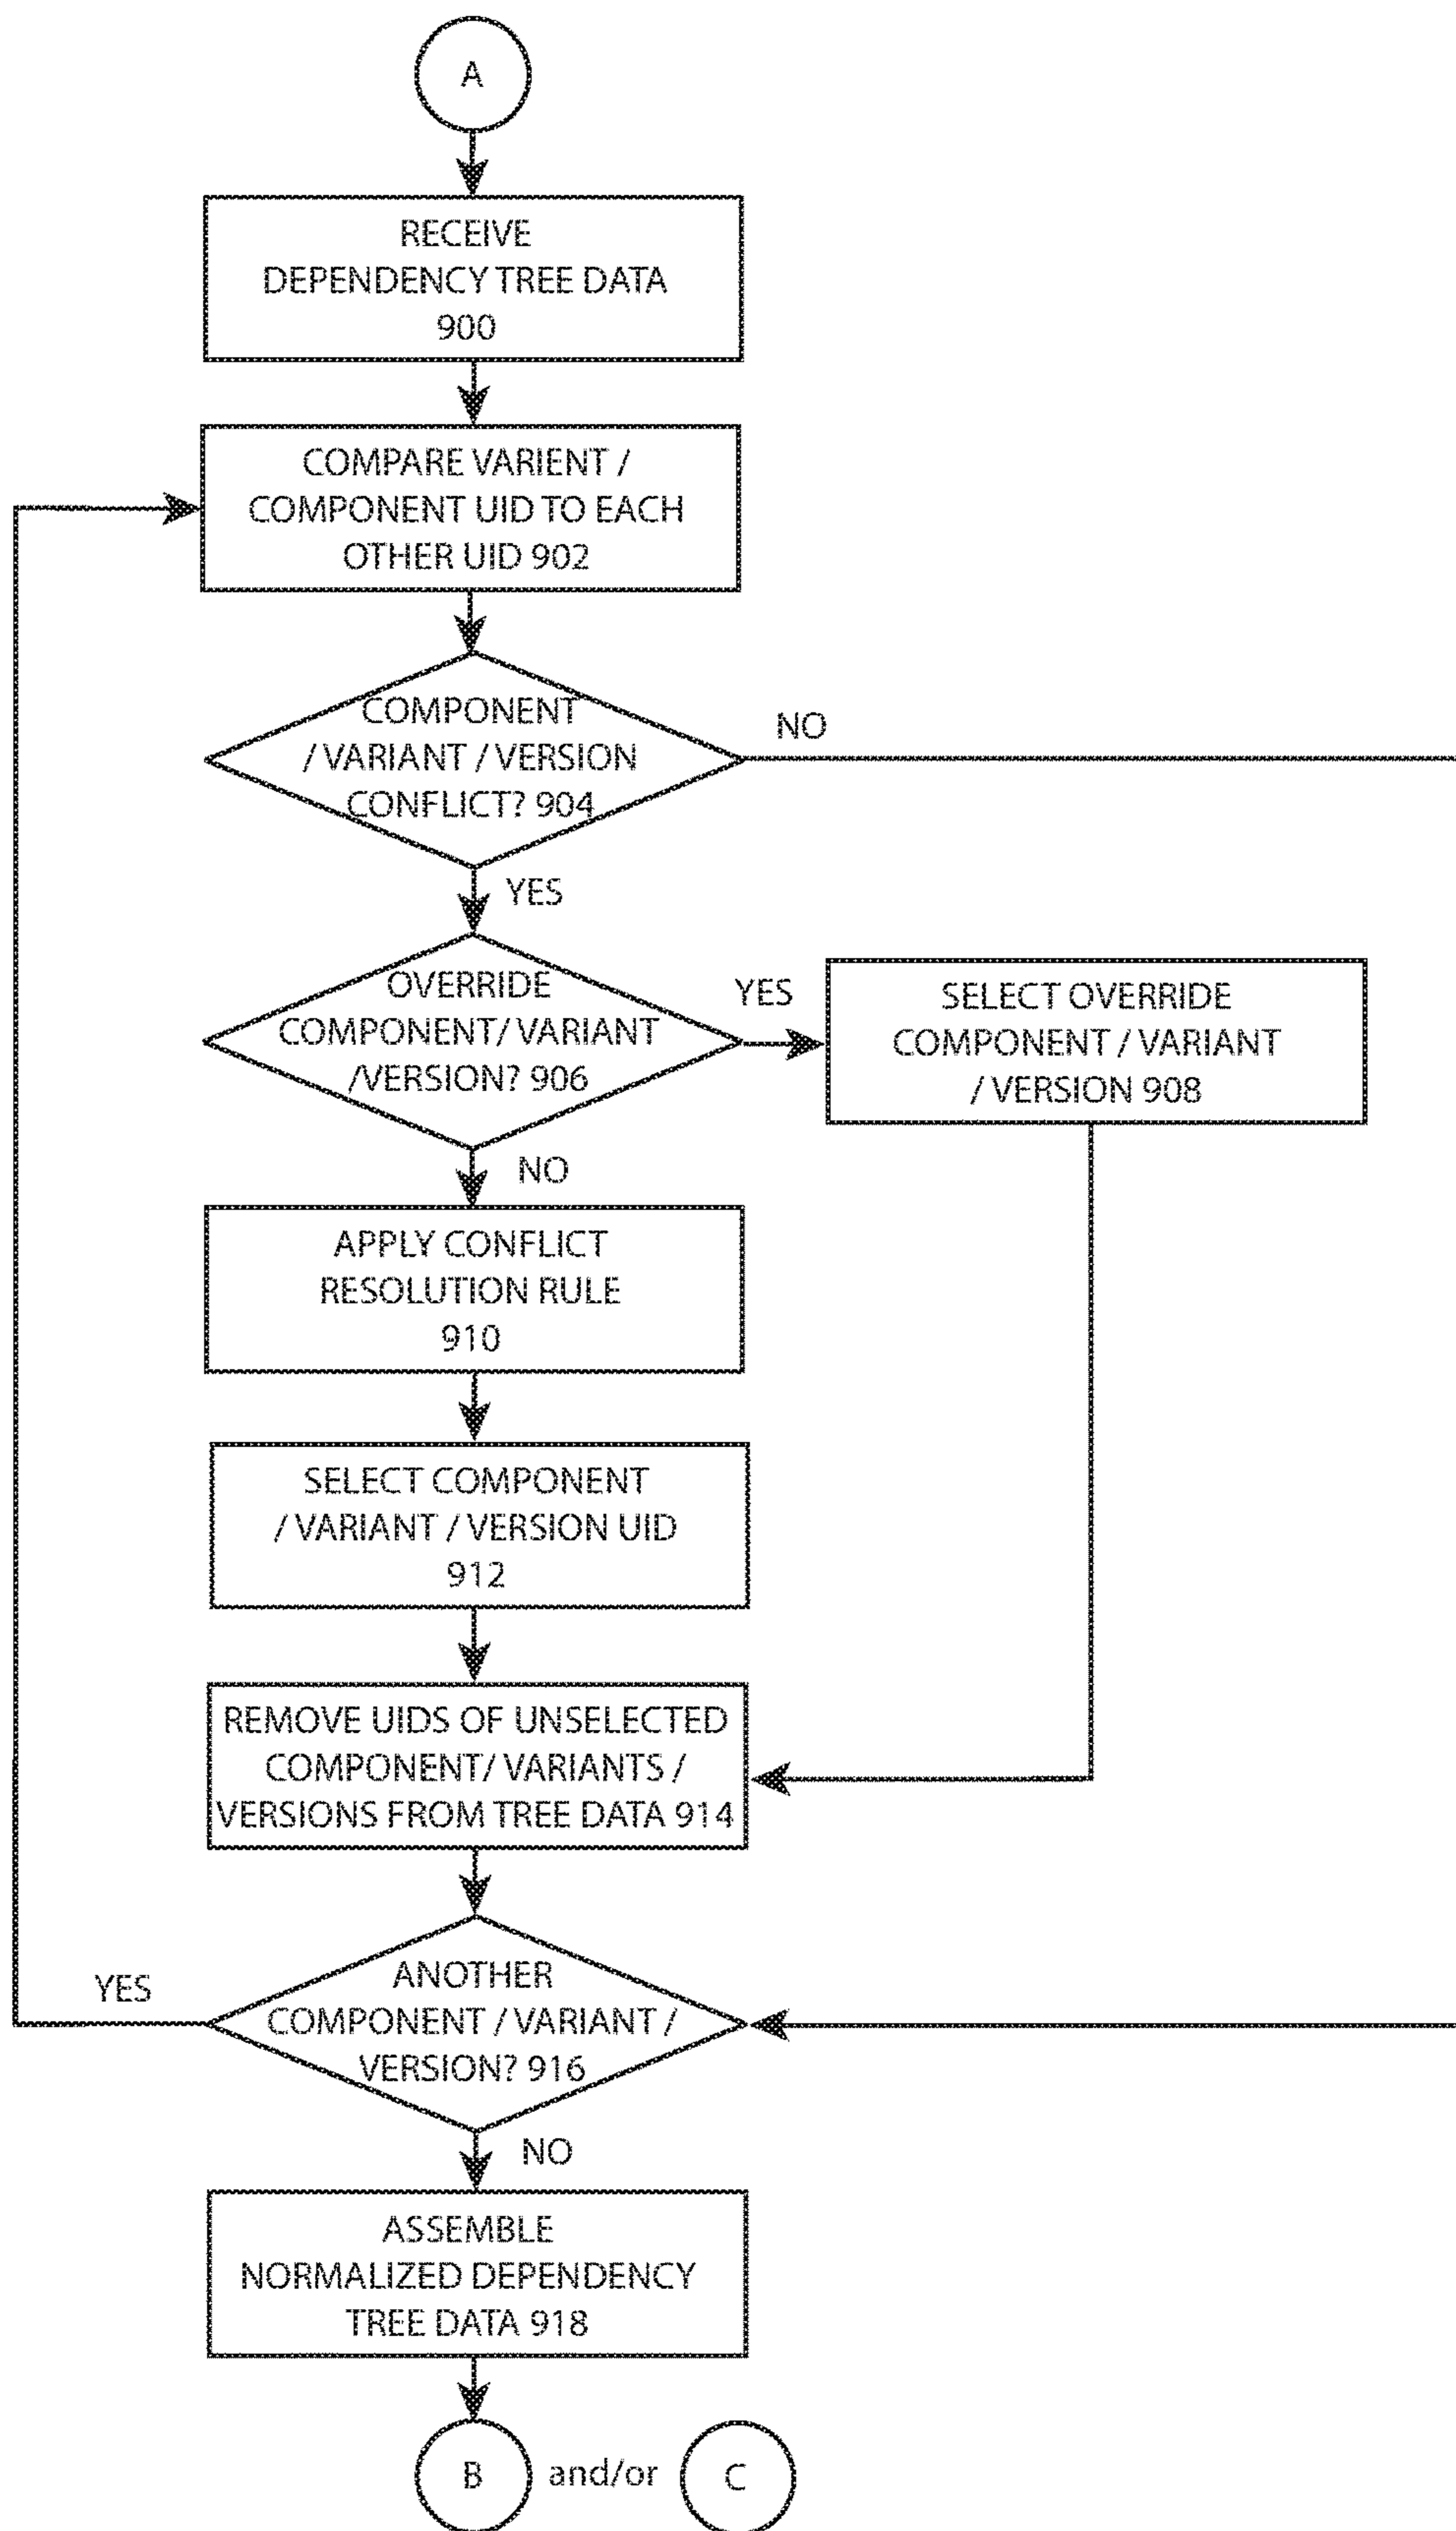 A
RECEIVE
DEPENDENCY TREE DATA
900
COMPARE VARIENT /
COMPONENT UID TO EACH
OTHER UID 902
COMPONENT
/ VARIANT / VERSION
CONFLICT? 904
NO
YES
OVERRIDE
COMPONENT/ VARIANT
/VERSION? 906
YES
SELECT OVERRIDE
COMPONENT / VARIANT
/ VERSION 908
NO
APPLY CONFLICT
RESOLUTION RULE
910
SELECT COMPONENT
/ VARIANT / VERSION UID
912
REMOVE UIDS OF UNSELECTED
COMPONENT/ VARIANTS /
VERSIONS FROM TREE DATA 914
ANOTHER
COMPONENT / VARIANT /
VERSION? 916
YES
NO
ASSEMBLE
NORMALIZED DEPENDENCY
TREE DATA 918
B and/or C